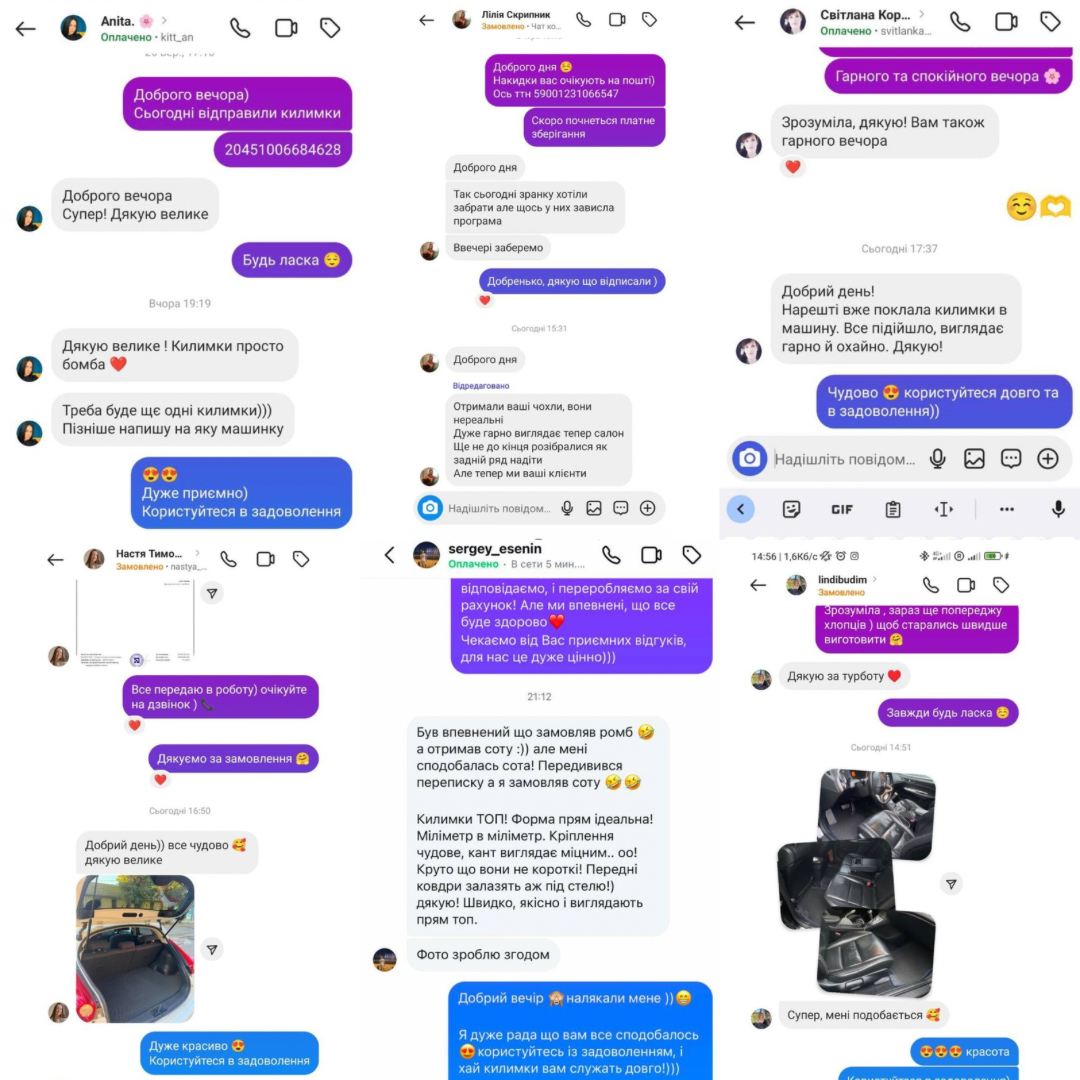 Anita. 🌸
Оплачено • kitt_an
Доброго вечора)
Сьогодні відправили килимки
20451006684628
Доброго вечора
Супер! Дякую велике
Будь ласка 😌
Вчора 19:19
Дякую велике ! Килимки просто
бомба ❤️
Треба буде щє одні килимки)))
Пізніше напишу на яку машинку
😍😍
Дуже приємно)
Користуйтеся в задоволення
Лілія Скрипник
Замовлено • Чат хо...
Доброго дня ☺️
Накидки вас очікують на пошті)
Ось ттн 59001231066547
Скоро почнеться платне
зберігання
Доброго дня
Так сьогодні зранку хотіли
забрати але щось у них зависла
програма
Ввечері заберемо
Добренько, дякую що відписали )
❤️
Сьогодні 15:31
Доброго дня
Відредаговано
Отримали ваші чохли, вони
нереальні
Дуже гарно виглядає тепер салон
Ще не до кінця розібралися як
задній ряд надіти
Але тепер ми ваші клієнти
Надішліть повідом...
Світлана Кор...
Оплачено • svitlanka...
Гарного та спокійного вечора 🌸
Зрозуміла, дякую! Вам також
гарного вечора
❤️
☺️🫶
Сьогодні 17:37
Добрий день!
Нарешті вже поклала килимки в
машину. Все підійшло, виглядає
гарно й охайно. Дякую!
Чудово 😍 користуйтеся довго та
в задоволення))
Надішліть повідом...
GIF
Настя Тимо...
Замовлено • nastya_...
Все передаю в роботу) очікуйте
на дзвінок ) 📞
❤️
Дякуємо за замовлення 🤗
❤️
Сьогодні 16:50
Добрий день)) все чудово 🥰
дякую велике
Дуже красиво 😍
Користуйтеся в задоволення
sergey_esenin
Оплачено • В сети 5 мин....
відповідаємо, і переробляємо за свій
рахунок! Але ми впевнені, що все
буде здорово❤️
Чекаємо від Вас приємних відгуків,
для нас це дуже цінно)))
21:12
Був впевнений що замовляв ромб 🤣
а отримав соту :)) але мені
сподобалась сота! Передивився
переписку а я замовляв соту 🤣🤣
Килимки ТОП! Форма прям ідеальна!
Міліметр в міліметр. Кріплення
чудове, кант виглядає міцним.. оо!
Круто що вони не короткі! Передні
ковдри залазять аж під стелю!)
дякую! Швидко, якісно і виглядають
прям топ.
Фото зроблю згодом
Добрий вечір 🙈налякали мене ))😁
Я дуже рада що вам все сподобалось
😍користуйтесь із задоволенням, і
хай килимки вам служать довго!)))
14:56 | 1,6Кб/с
lindibudim
Замовлено
Зрозуміла , зараз ще попереджу
хлопців ) щоб старались швидше
виготовити 🤗
Дякую за турботу ❤️
Завжди будь ласка ☺️
Сьогодні 14:51
Супер, мені подобається 🥰
😍😍😍 красота